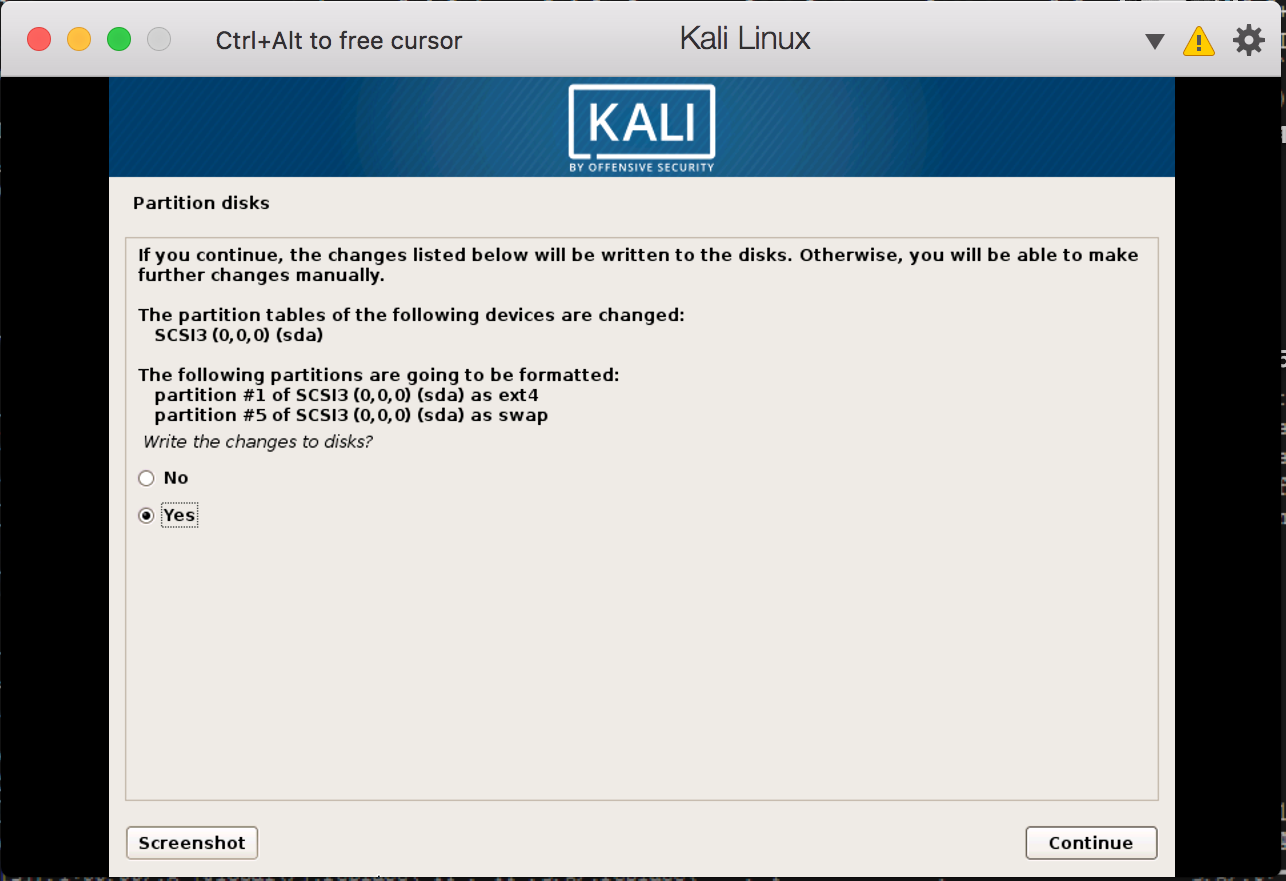 Ctrl+Alt to free cursor
Kali Linux
KALI
BY OFFENSIVE SECURITY
Partition disks
If you continue, the changes listed below will be written to the disks. Otherwise, you will be able to make
further changes manually.
The partition tables of the following devices are changed:
SCSI3 (0,0,0) (sda)
The following partitions are going to be formatted:
partition #1 of SCSI3 (0,0,0) (sda) as ext4
partition #5 of SCSI3 (0,0,0) (sda) as swap
Write the changes to disks?
No
Yes
Screenshot
Continue